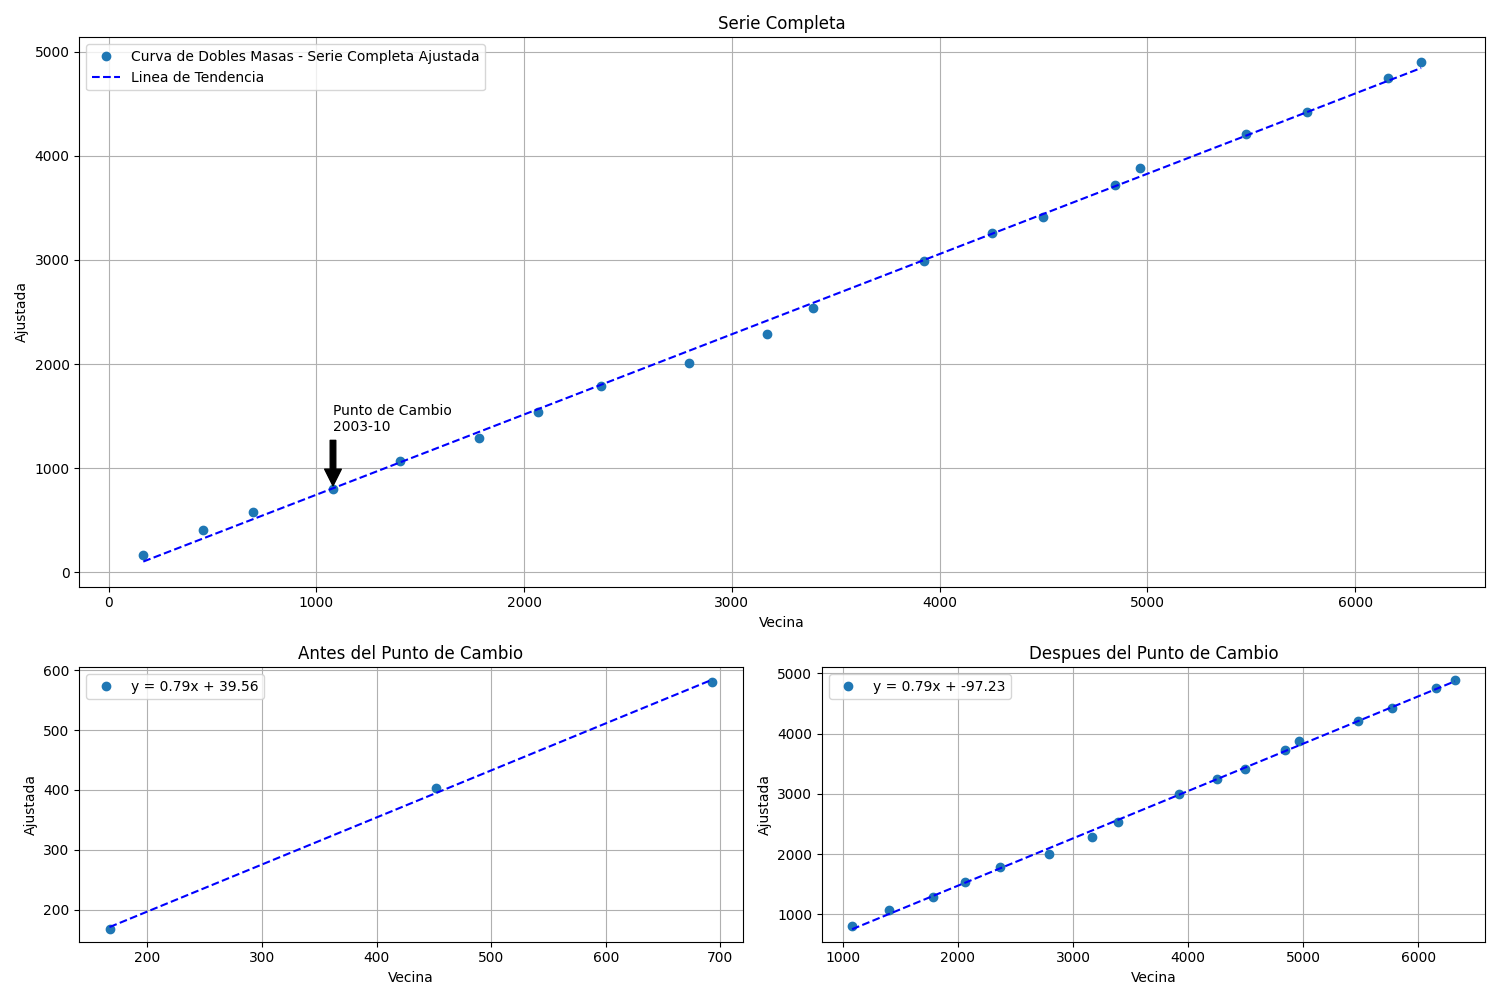 Serie Completa
Curva de Dobles Masas - Serie Completa Ajustada
Linea de Tendencia
5000
4000
3000
2000
1000
0
Ajustada
Punto de Cambio
2003-10
0 1000 2000 3000 4000 5000 6000
Vecina
Antes del Punto de Cambio
y = 0.79x + 39.56
600
500
400
300
200
Ajustada
200 300 400 500 600 700
Vecina
Despues del Punto de Cambio
y = 0.79x + -97.23
5000
4000
3000
2000
1000
Ajustada
1000 2000 3000 4000 5000 6000
Vecina